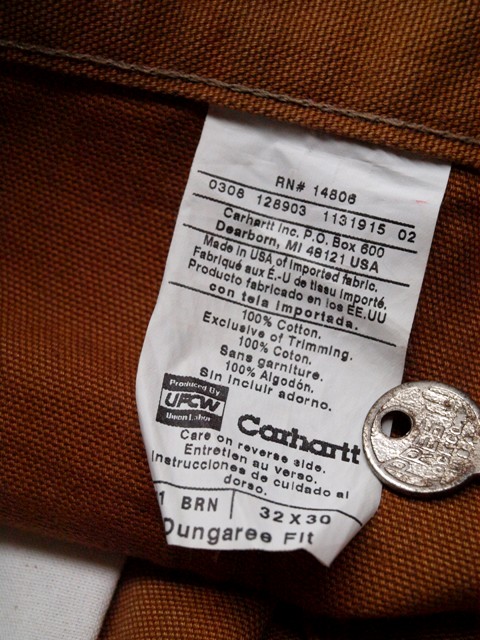 RN# 14806
0308 128903 1131915 02
Carhartt Inc. P.O. Box 600
Dearborn, MI 48121 USA
Made in USA of imported fabric.
Fabriqué aux É.-U de tissu importé.
Producto fabricado en los EE.UU
con tela importada.
100% Cotton.
Exclusive of Trimming.
100% Coton.
Sans garniture.
100% Algodón.
Sin incluir adorno.
Produced By
UFCW
Union Labor
Carhartt
Care on reverse side.
Entretien au verso.
Instrucciones de cuidado al
dorso.
1 BRN 32 X 30
Dungaree Fit